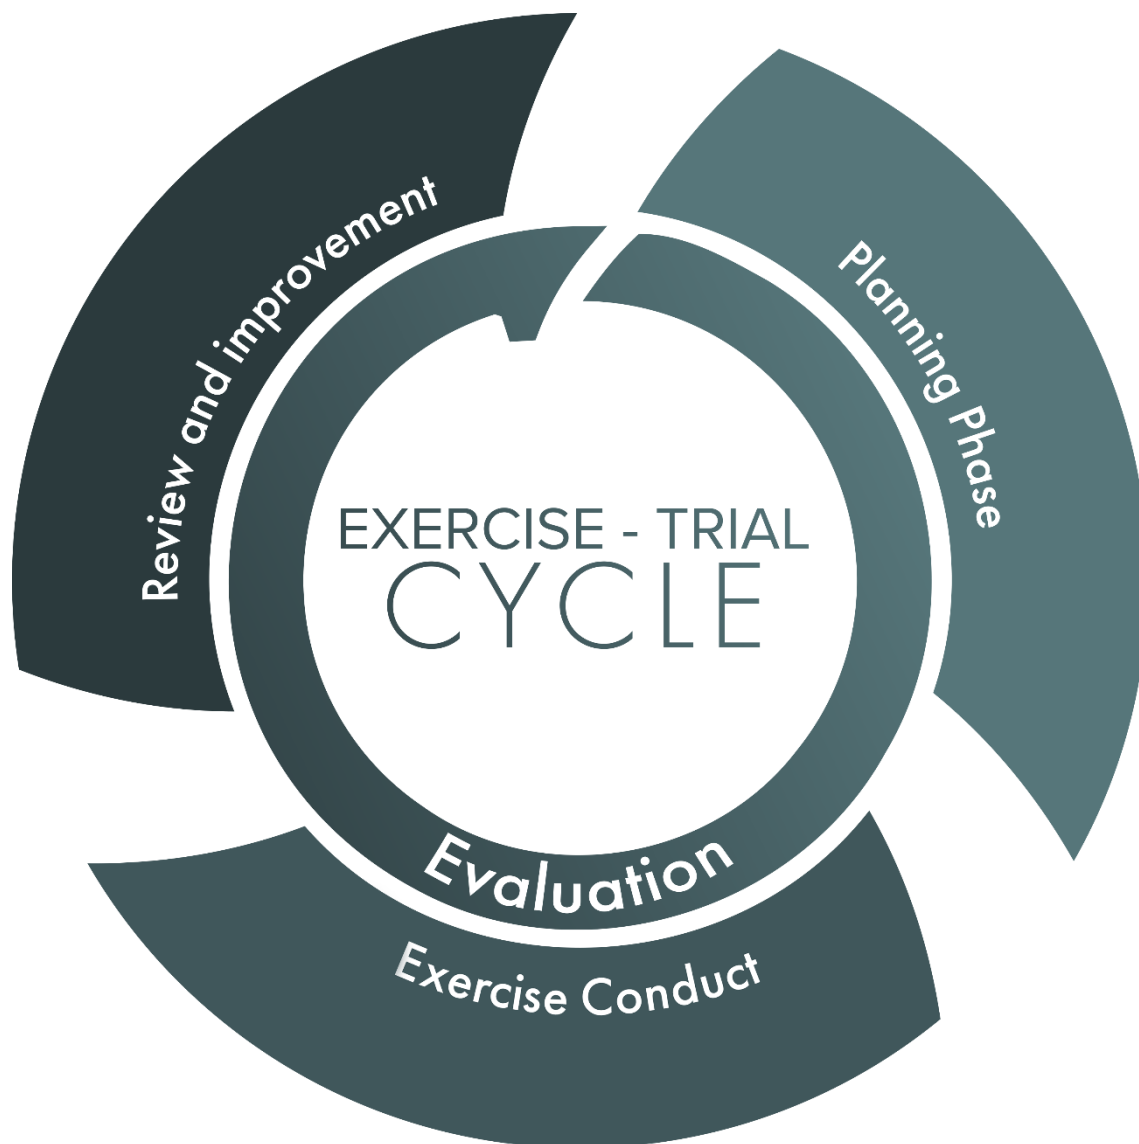 EXERCISE - TRIAL
CYCLE
Planning Phase
Exercise Conduct
Review and improvement
Evaluation